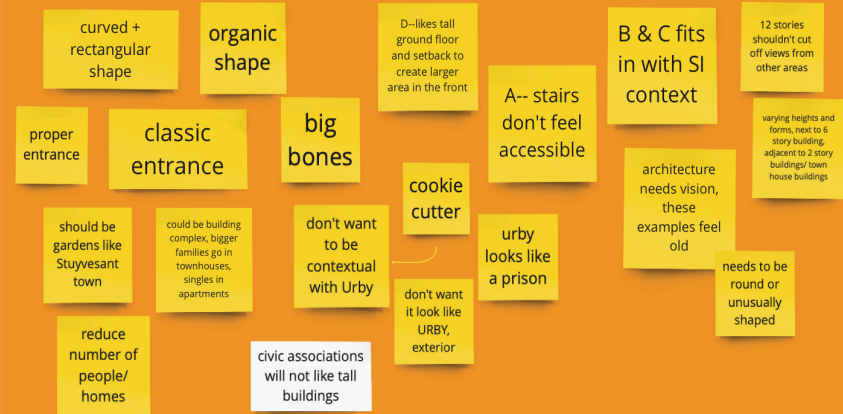 curved +
rectangular
shape
organic
shape
D--likes tall
ground floor
and setback to
create larger
area in the front
B & C fits
in with SI
context
12 stories
shouldn't cut
off views from
other areas
A-- stairs
don't feel
accessible
proper
entrance
classic
entrance
big
bones
varying heights and
forms, next to 6
story building,
adjacent to 2 story
buildings/ town
house buildings
architecture
needs vision,
these
examples feel
old
cookie
cutter
should be
gardens like
Stuyvesant
town
could be building
complex, bigger
families go in
townhouses,
singles in
apartments
don't want
to be
contextual
with Urby
urby
looks like
a prison
needs to be
round or
unusually
shaped
don't want
it look like
URBY,
exterior
reduce
number of
people/
homes
civic associations
will not like tall
buildings